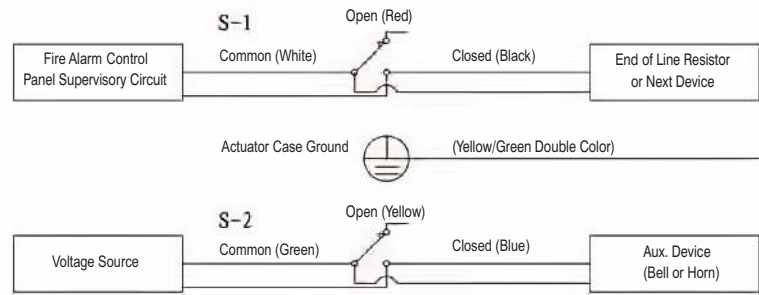 S-1
Open (Red)
Fire Alarm Control
Panel Supervisory Circuit
Common (White)
Closed (Black)
End of Line Resistor
or Next Device
Actuator Case Ground
(Yellow/Green Double Color)
S-2
Open (Yellow)
Voltage Source
Common (Green)
Closed (Blue)
Aux. Device
(Bell or Horn)